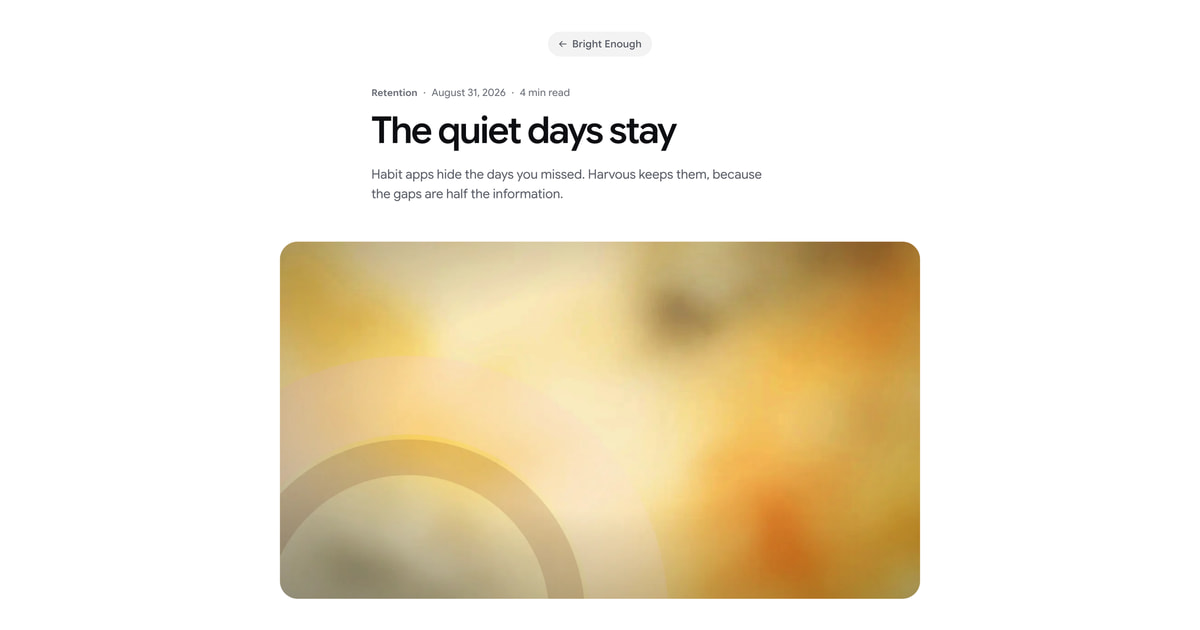 ← Bright Enough
Retention · August 31, 2026 · 4 min read
The quiet days stay
Habit apps hide the days you missed. Harvous keeps them, because
the gaps are half the information.